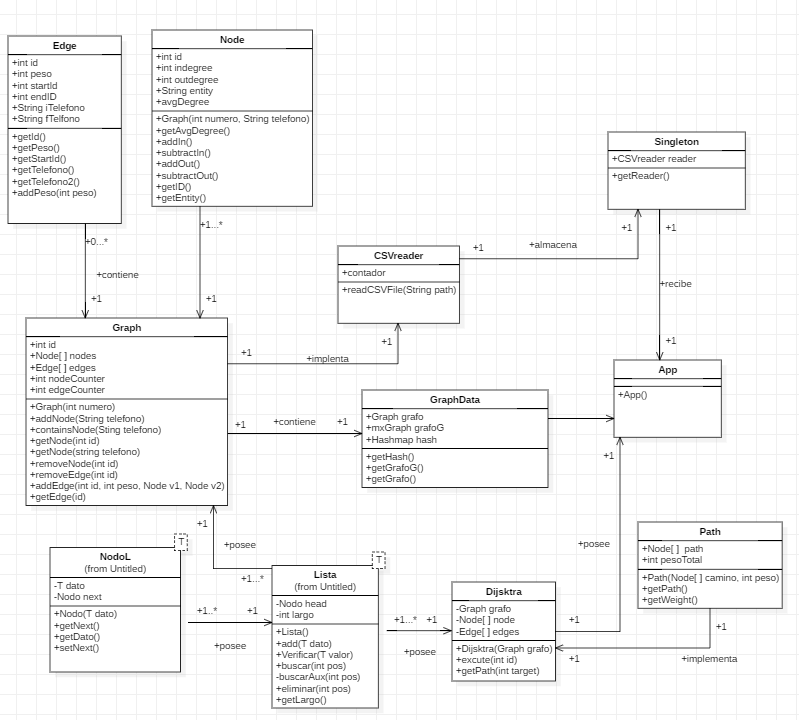 Edge
+int id
+int peso
+int startId
+int endID
+String iTelefono
+String fTelfono
+getId()
+getPeso()
+getStartId()
+getTelefono()
+getTelefono2()
+addPeso(int peso)
Node
+int id
+int indegree
+int outdegree
+String entity
+avgDegree
+Graph(int numero, String telefono)
+getAvgDegree()
+addIn()
+subtractIn()
+addOut()
+subtractOut()
+getID()
+getEntity()
Singleton
+CSVreader reader
+getReader()
+0...*
+contiene
+1
+1...*
+1
CSVreader
+contador
+readCSVFile(String path)
+1
+almacena
+1
+1
+recibe
+1
Graph
+int id
+Node[ ] nodes
+Edge[ ] edges
+int nodeCounter
+int edgeCounter
+Graph(int numero)
+addNode(String telefono)
+containsNode(Sting telefono)
+getNode(int id)
+getNode(string telefono)
+removeNode(int id)
+removeEdge(int id)
+addEdge(int id, int peso, Node v1, Node v2)
+getEdge(id)
+1
+implenta
+1
+1
+contiene
+1
GraphData
+Graph grafo
+mxGraph grafoG
+Hashmap hash
+getHash()
+getGrafoG()
+getGrafo()
App
+App()
+1
+posee
+1
+posee
+1...*
NodoL
(from Untitled)
T
-T dato
-Nodo next
+Nodo(T dato)
+getNext()
+getDato()
+setNext()
+1..*
+1
+posee
Lista
(from Untitled)
T
-Nodo head
-int largo
+Lista()
+add(T dato)
+Verificar(T valor)
+buscar(int pos)
-buscarAux(int pos)
+eliminar(int pos)
+getLargo()
+1...*
+1
+posee
Dijsktra
-Graph grafo
-Node[ ] node
-Edge[ ] edges
+Dijsktra(Graph grafo)
+excute(int id)
+getPath(int target)
+1
+1
Path
+Node[ ]  path
+int pesoTotal
+Path(Node[ ] camino, int peso)
+getPath()
+getWeight()
+1
+implementa